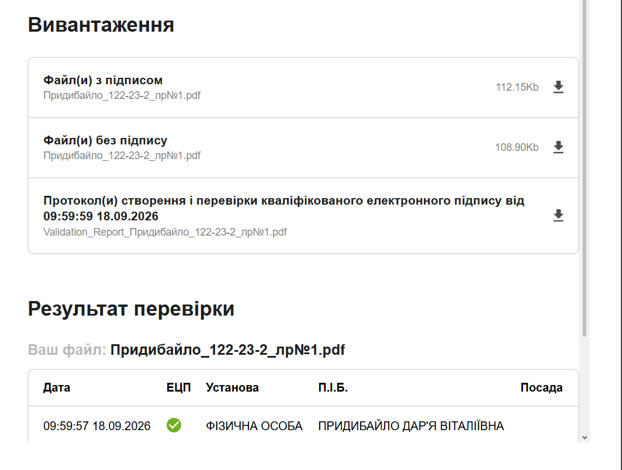 Вивантаження
Файл(и) з підписом
Придибайло_122-23-2_лр№1.pdf
112.15Kb
Файл(и) без підпису
Придибайло_122-23-2_лр№1.pdf
108.90Kb
Протокол(и) створення і перевірки кваліфікованого електронного підпису від
09:59:59 18.09.2026
Validation_Report_Придибайло_122-23-2_лр№1.pdf
Результат перевірки
Ваш файл: Придибайло_122-23-2_лр№1.pdf
Дата ЕЦП Установа П.І.Б. Посада
09:59:57 18.09.2026 ФІЗИЧНА ОСОБА ПРИДИБАЙЛО ДАР'Я ВІТАЛІЇВНА